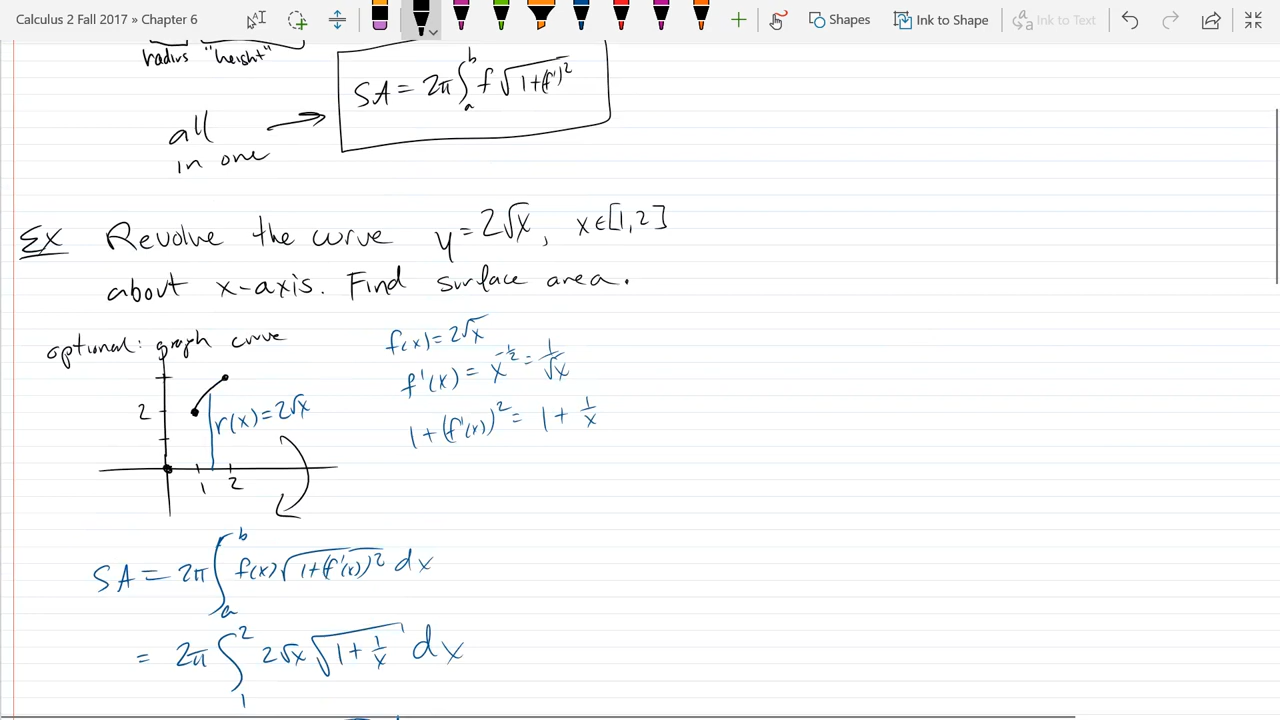 Calculus 2 Fall 2017 » Chapter 6
Shapes
Ink to Shape
Ink to Text
radius "height"
SA = 2π∫_a^b f √(1+(f')²)
all
in one
Ex Revolve the curve y = 2√x, x∈[1,2]
about x-axis. Find surface area.
optional: graph curve
2
r(x)=2√x
1 2
f(x)=2√x
f'(x) = x^(-1/2) = 1/√x
1+(f'(x))² = 1 + 1/x
SA = 2π∫_a^b f(x)√(1+(f'(x))²) dx
= 2π∫_1^2 2√x √(1+1/x) dx